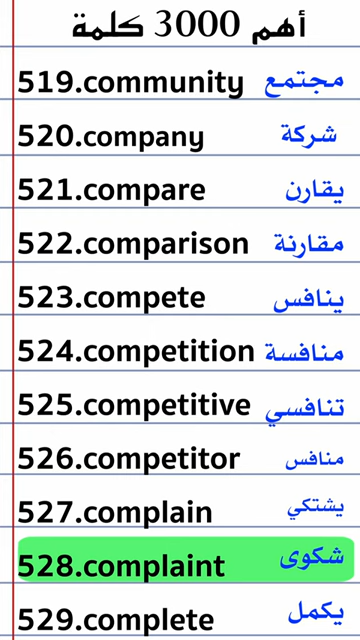 أهم 3000 كلمة
519.community مجتمع
520.company شركة
521.compare يقارن
522.comparison مقارنة
523.compete ينافس
524.competition منافسة
525.competitive تنافسي
526.competitor منافس
527.complain يشتكي
528.complaint شكوى
529.complete يكمل